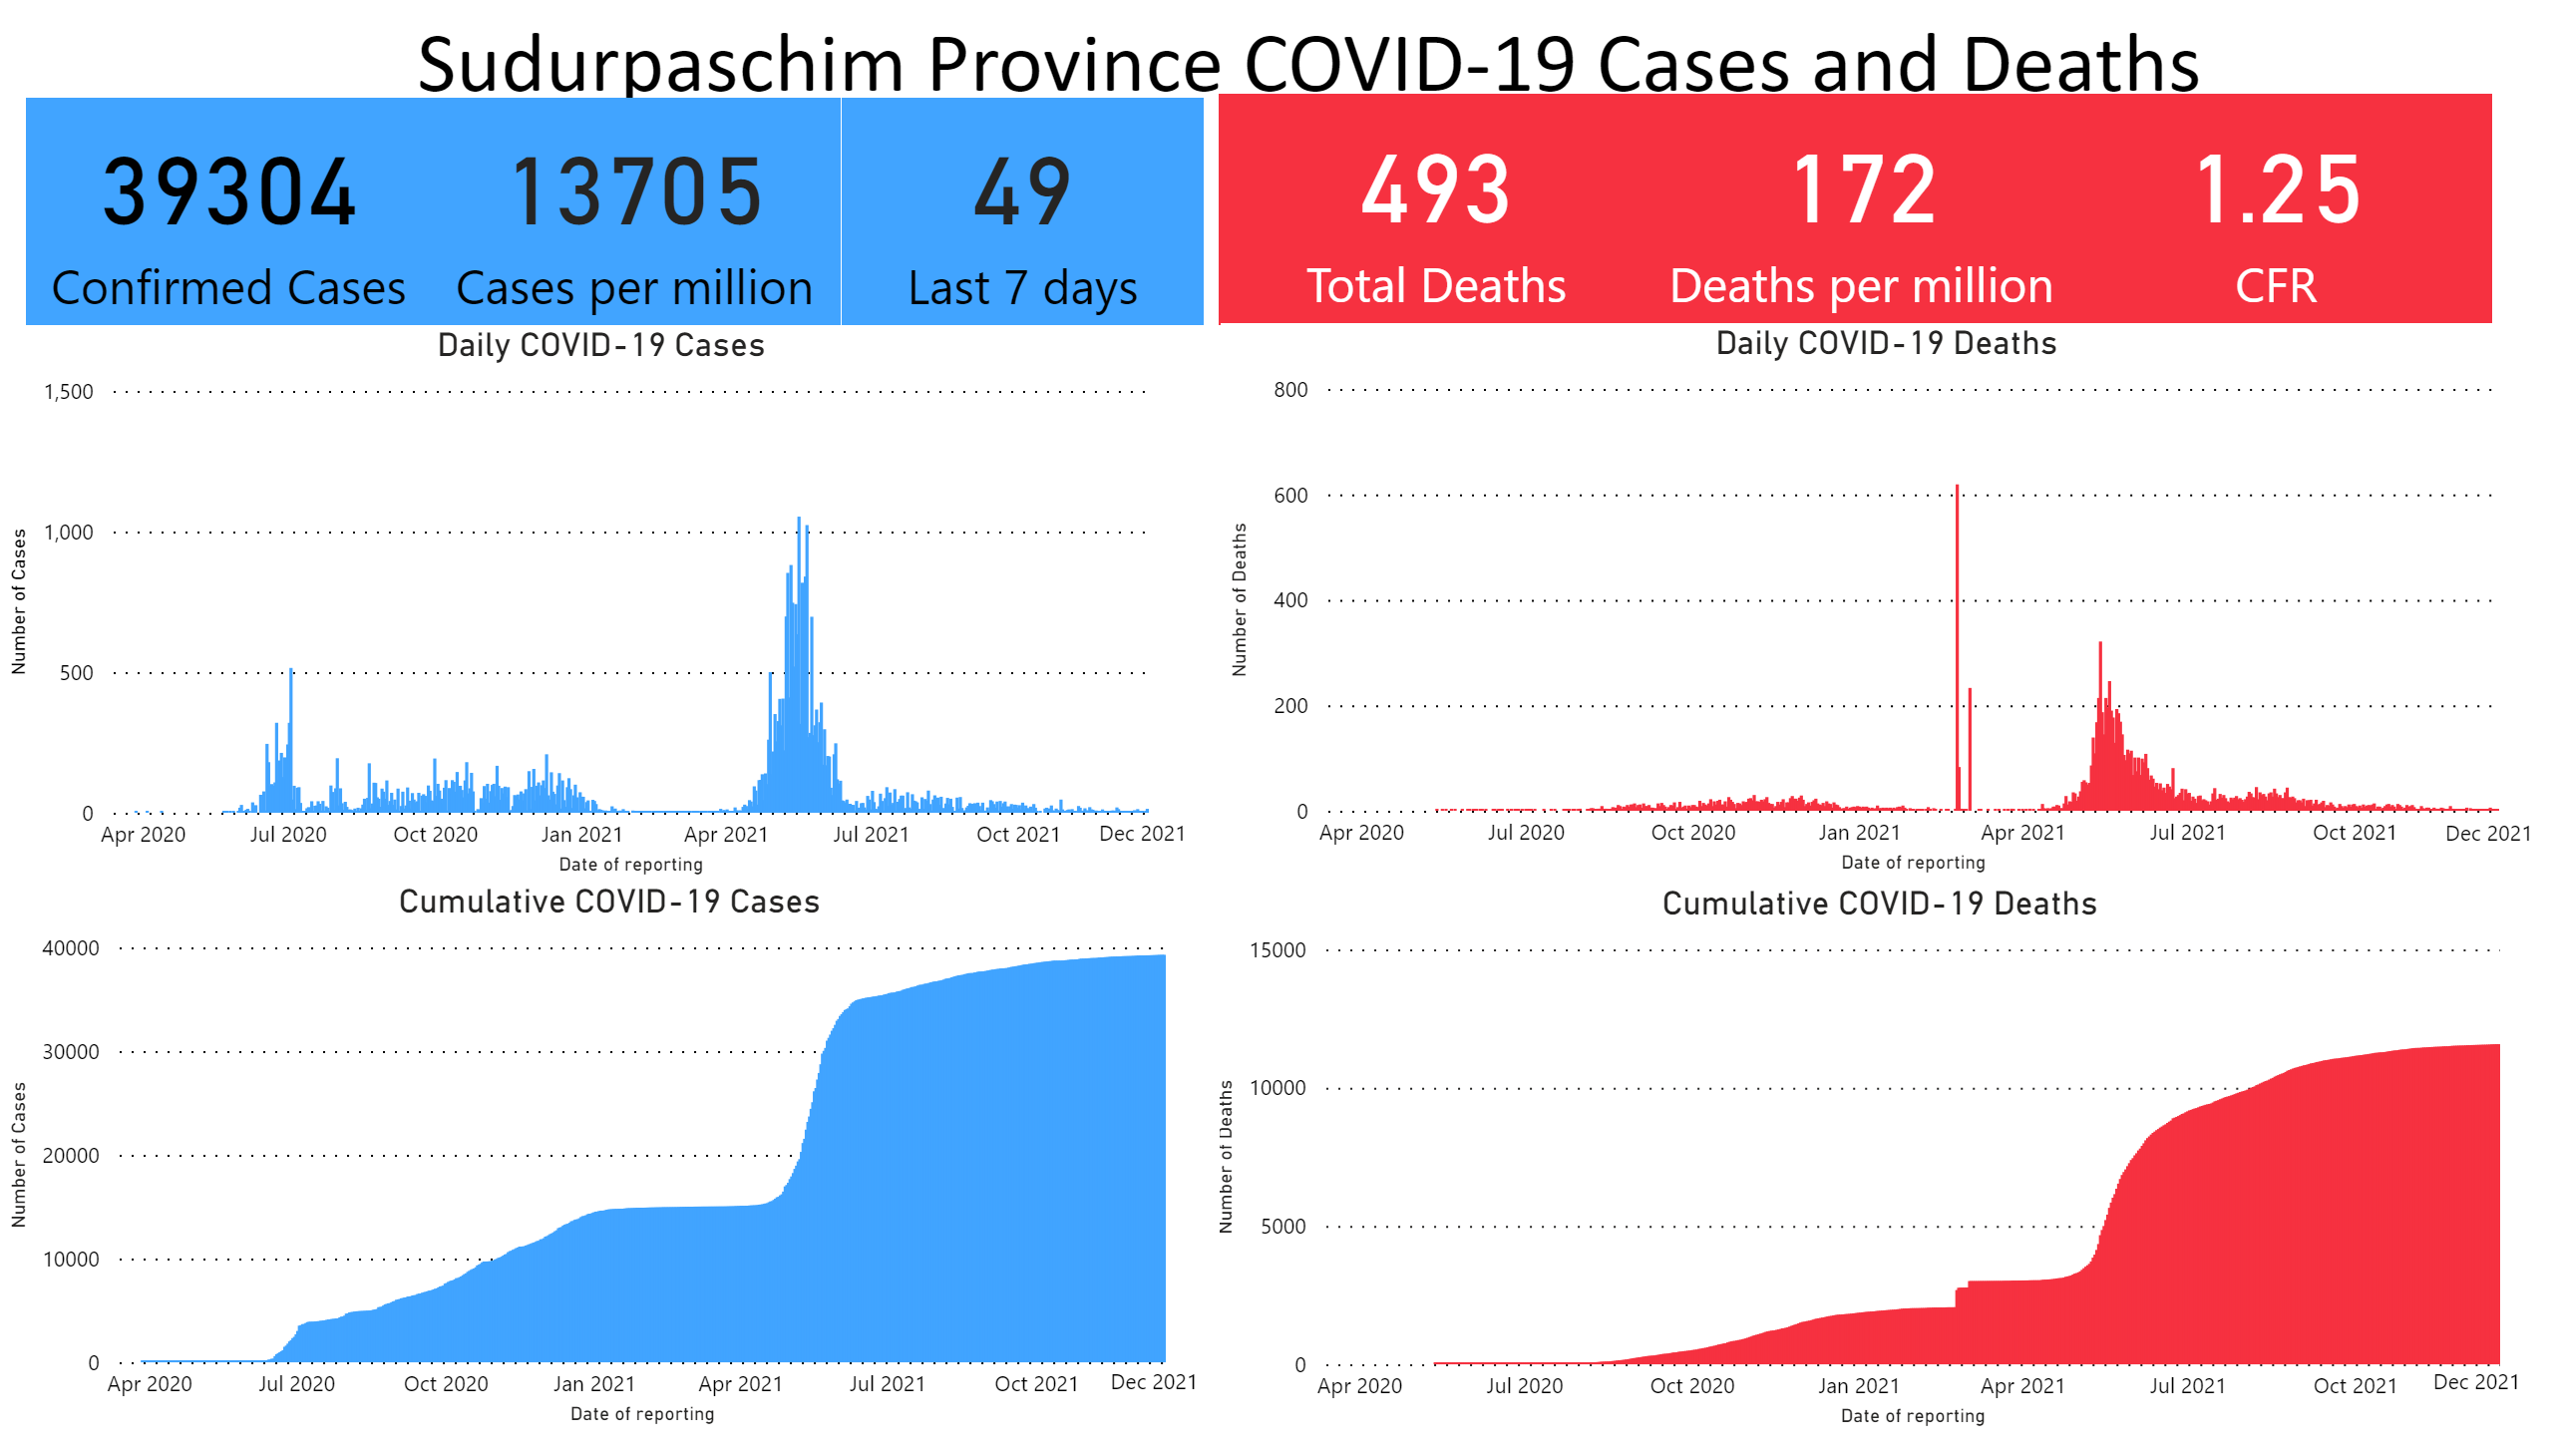 Sudurpaschim Province COVID-19 Cases and Deaths
39304 13705 49 493 172 1.25
Confirmed Cases Cases per million Last 7 days Total Deaths Deaths per million CFR
Daily COVID-19 Cases
1,500
1,000
500
0
Number of Cases
Apr 2020 Jul 2020 Oct 2020 Jan 2021 Apr 2021 Jul 2021 Oct 2021 Dec 2021
Date of reporting
Daily COVID-19 Deaths
800
600
400
200
0
Number of Deaths
Apr 2020 Jul 2020 Oct 2020 Jan 2021 Apr 2021 Jul 2021 Oct 2021 Dec 2021
Date of reporting
Cumulative COVID-19 Cases
40000
30000
20000
10000
0
Number of Cases
Apr 2020 Jul 2020 Oct 2020 Jan 2021 Apr 2021 Jul 2021 Oct 2021 Dec 2021
Date of reporting
Cumulative COVID-19 Deaths
15000
10000
5000
0
Number of Deaths
Apr 2020 Jul 2020 Oct 2020 Jan 2021 Apr 2021 Jul 2021 Oct 2021 Dec 2021
Date of reporting